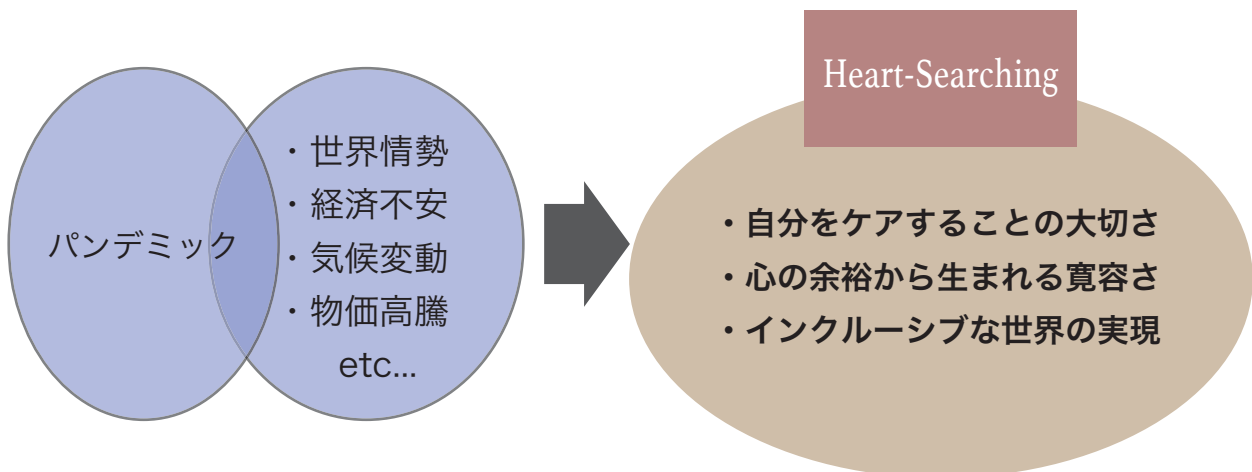 パンデミック
・世界情勢
・経済不安
・気候変動
・物価高騰
etc...
Heart-Searching
・自分をケアすることの大切さ
・心の余裕から生まれる寛容さ
・インクルーシブな世界の実現